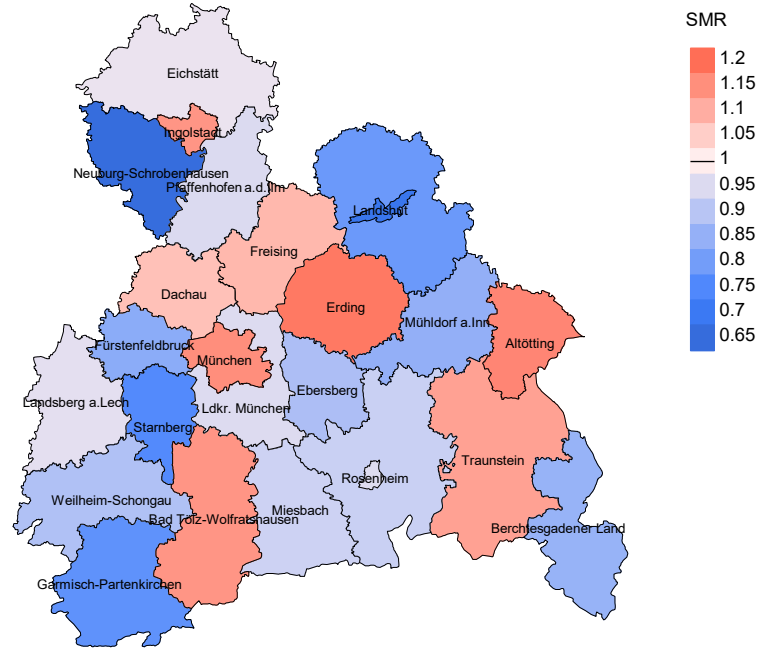 SMR
1.2
1.15
1.1
1.05
1
0.95
0.9
0.85
0.8
0.75
0.7
0.65
Eichstätt
Ingolstadt
Neuburg-Schrobenhausen
Pfaffenhofen a.d.Ilm
Landshut
Freising
Dachau
Erding
Mühldorf a.Inn
Altötting
Fürstenfeldbruck
München
Ebersberg
Landsberg a.Lech
Ldkr. München
Starnberg
Traunstein
Rosenheim
Weilheim-Schongau
Miesbach
Bad Tölz-Wolfratshausen
Berchtesgadener Land
Garmisch-Partenkirchen